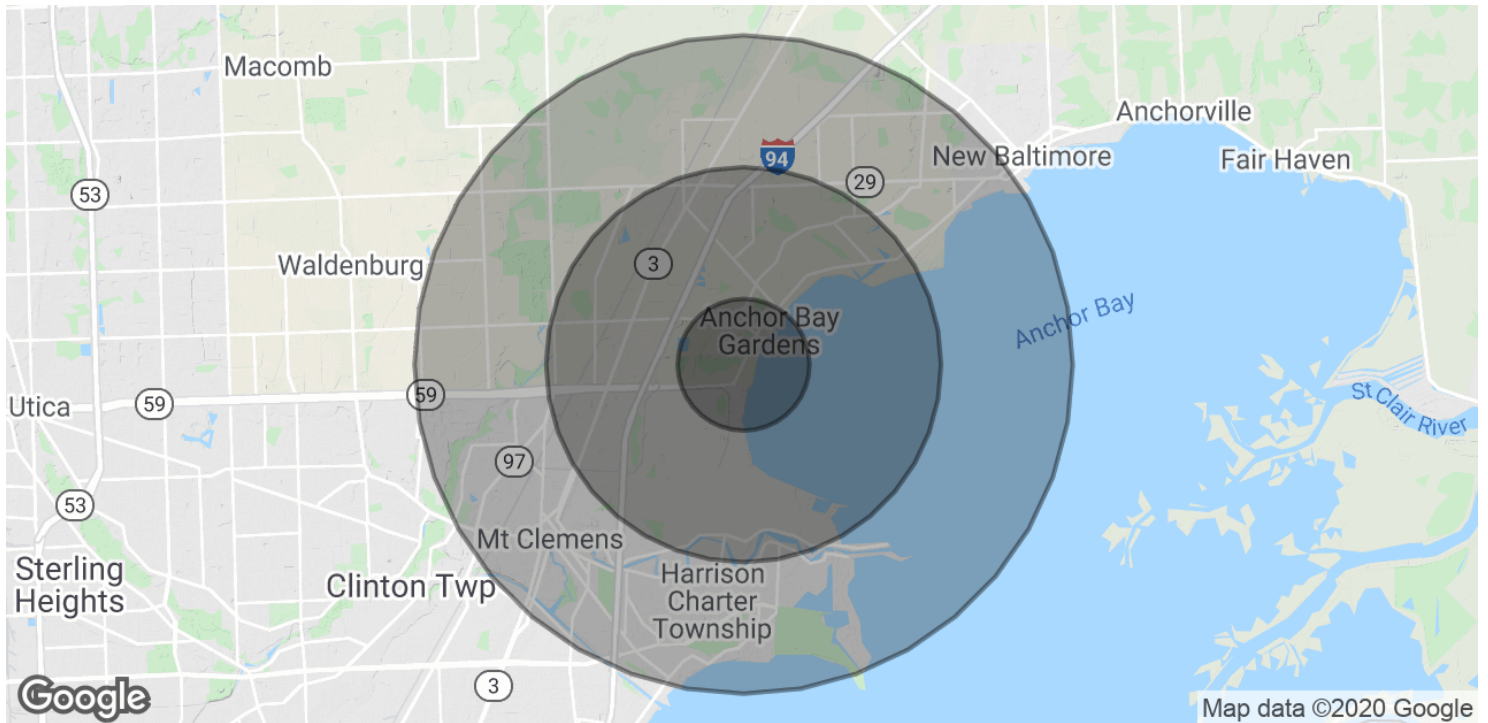 Macomb
Anchorville
94
New Baltimore
Fair Haven
53
29
Waldenburg
3
Anchor Bay
Anchor Bay
Gardens
59
Utica
59
St Clair River
97
53
Mt Clemens
Sterling
Heights
Clinton Twp
Harrison
Charter
Township
3
Google
Map data ©2020 Google